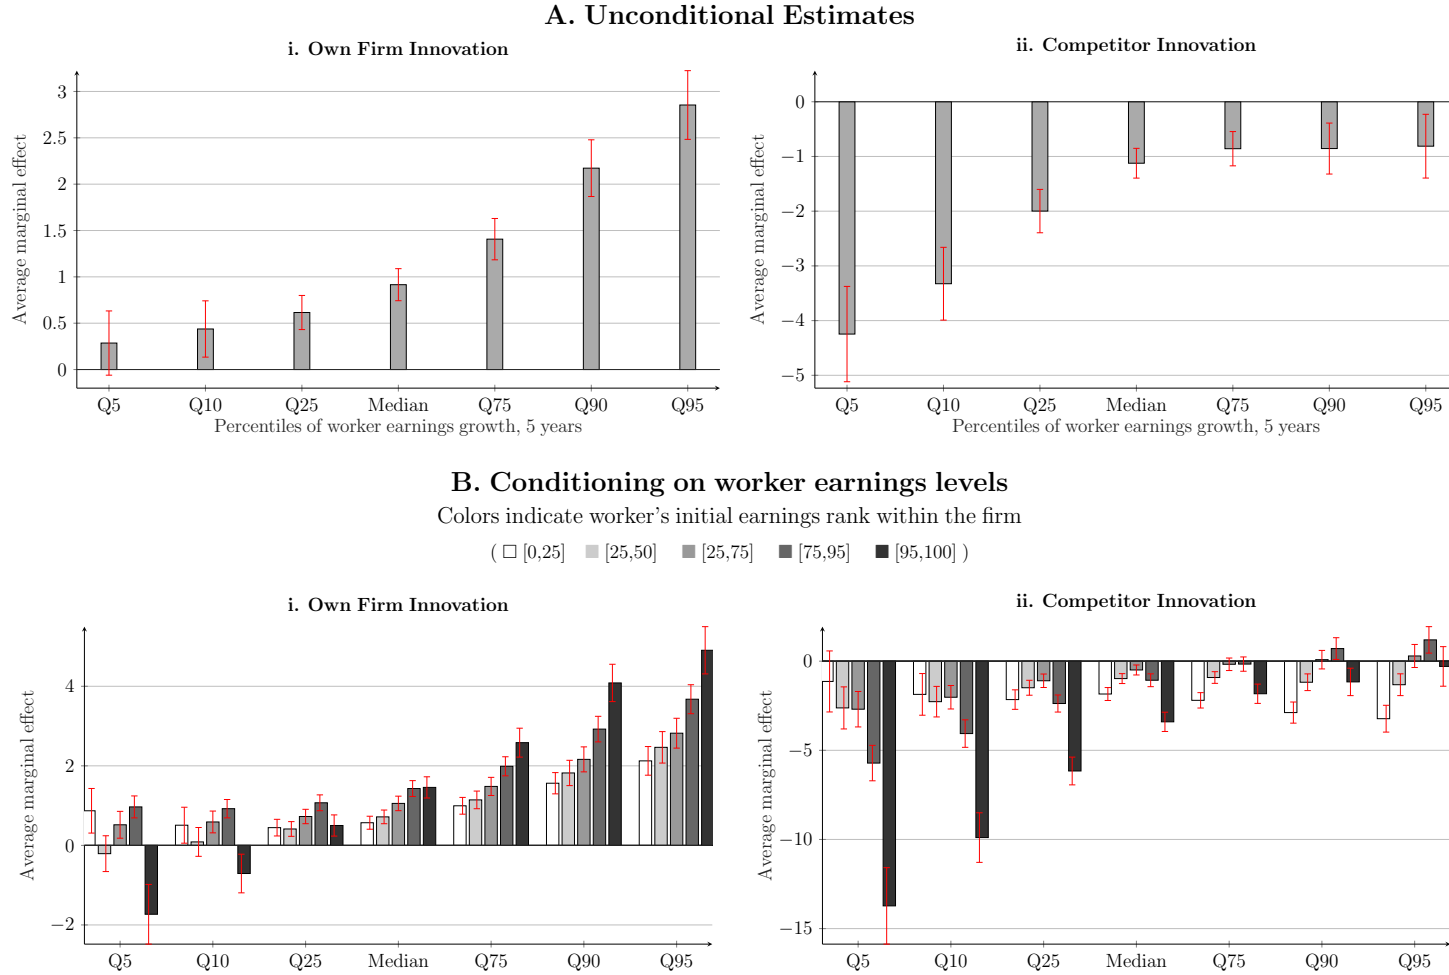 A. Unconditional Estimates
i. Own Firm Innovation
Average marginal effect
3
2.5
2
1.5
1
0.5
0
Q5 Q10 Q25 Median Q75 Q90 Q95
Percentiles of worker earnings growth, 5 years
ii. Competitor Innovation
Average marginal effect
0
−1
−2
−3
−4
−5
Q5 Q10 Q25 Median Q75 Q90 Q95
Percentiles of worker earnings growth, 5 years
B. Conditioning on worker earnings levels
Colors indicate worker's initial earnings rank within the firm
( [0,25] [25,50] [25,75] [75,95] [95,100] )
i. Own Firm Innovation
Average marginal effect
4
2
0
−2
Q5 Q10 Q25 Median Q75 Q90 Q95
ii. Competitor Innovation
Average marginal effect
0
−5
−10
−15
Q5 Q10 Q25 Median Q75 Q90 Q95